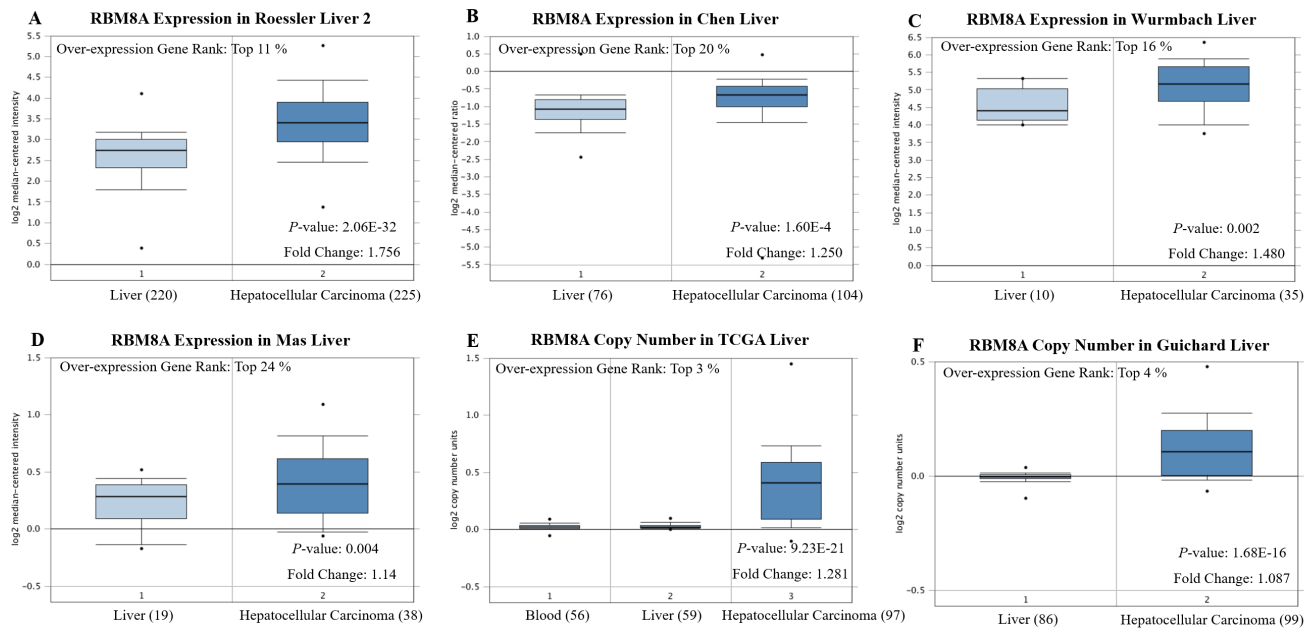 A
RBM8A Expression in Roessler Liver 2
Over-expression Gene Rank: Top 11 %
log2 median-centered intensity
5.5
5.0
4.5
4.0
3.5
3.0
2.5
2.0
1.5
1.0
0.5
0.0
P-value: 2.06E-32
Fold Change: 1.756
1
2
Liver (220)
Hepatocellular Carcinoma (225)
B
RBM8A Expression in Chen Liver
Over-expression Gene Rank: Top 20 %
log2 median-centered ratio
1.0
0.5
0.0
-0.5
-1.0
-1.5
-2.0
-2.5
-3.0
-3.5
-4.0
-4.5
-5.0
-5.5
P-value: 1.60E-4
Fold Change: 1.250
1
2
Liver (76)
Hepatocellular Carcinoma (104)
C
RBM8A Expression in Wurmbach Liver
Over-expression Gene Rank: Top 16 %
log2 median-centered intensity
6.5
6.0
5.5
5.0
4.5
4.0
3.5
3.0
2.5
2.0
1.5
1.0
0.5
0.0
P-value: 0.002
Fold Change: 1.480
1
2
Liver (10)
Hepatocellular Carcinoma (35)
D
RBM8A Expression in Mas Liver
Over-expression Gene Rank: Top 24 %
log2 median-centered intensity
1.5
1.0
0.5
0.0
-0.5
P-value: 0.004
Fold Change: 1.14
1
2
Liver (19)
Hepatocellular Carcinoma (38)
E
RBM8A Copy Number in TCGA Liver
Over-expression Gene Rank: Top 3 %
log2 copy number units
1.5
1.0
0.5
0.0
-0.5
P-value: 9.23E-21
Fold Change: 1.281
1
2
3
Blood (56)
Liver (59)
Hepatocellular Carcinoma (97)
F
RBM8A Copy Number in Guichard Liver
Over-expression Gene Rank: Top 4 %
log2 copy number units
0.5
0.0
-0.5
P-value: 1.68E-16
Fold Change: 1.087
1
2
Liver (86)
Hepatocellular Carcinoma (99)